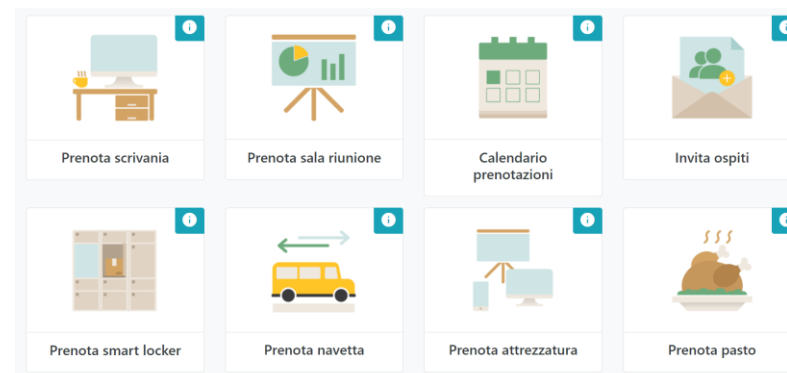 Prenota scrivania
Prenota sala riunione
Calendario
prenotazioni
Invita ospiti
Prenota smart locker
Prenota navetta
Prenota attrezzatura
Prenota pasto